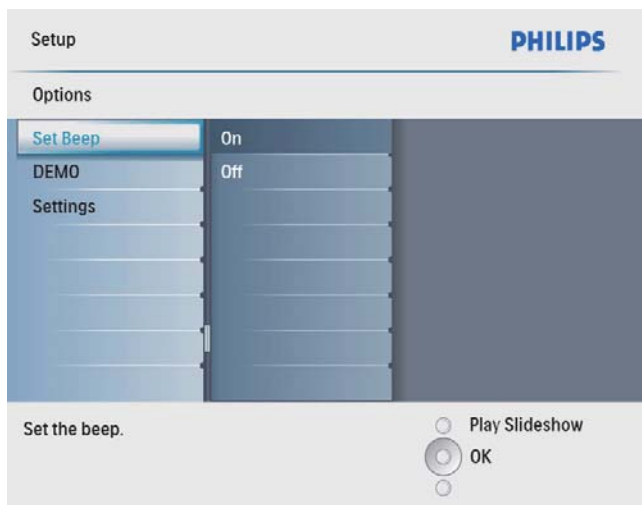 Setup
PHILIPS
Options
Set Beep
On
DEMO
Off
Settings
Set the beep.
Play Slideshow
OK